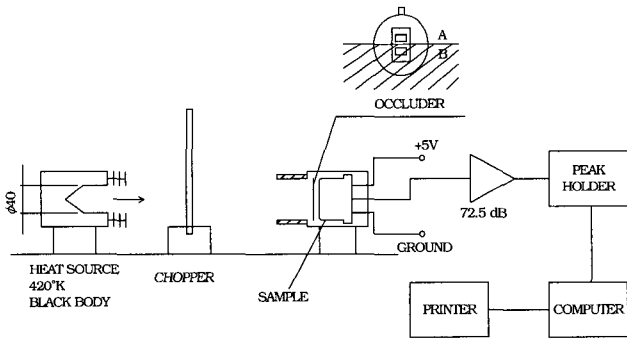 A
B
OCCLUDER
+5V
72.5 dB
GROUND
PEAK
HOLDER
ϕ40
HEAT SOURCE,
420°K
BLACK BODY
CHOPPER
SAMPLE
PRINTER
COMPUTER